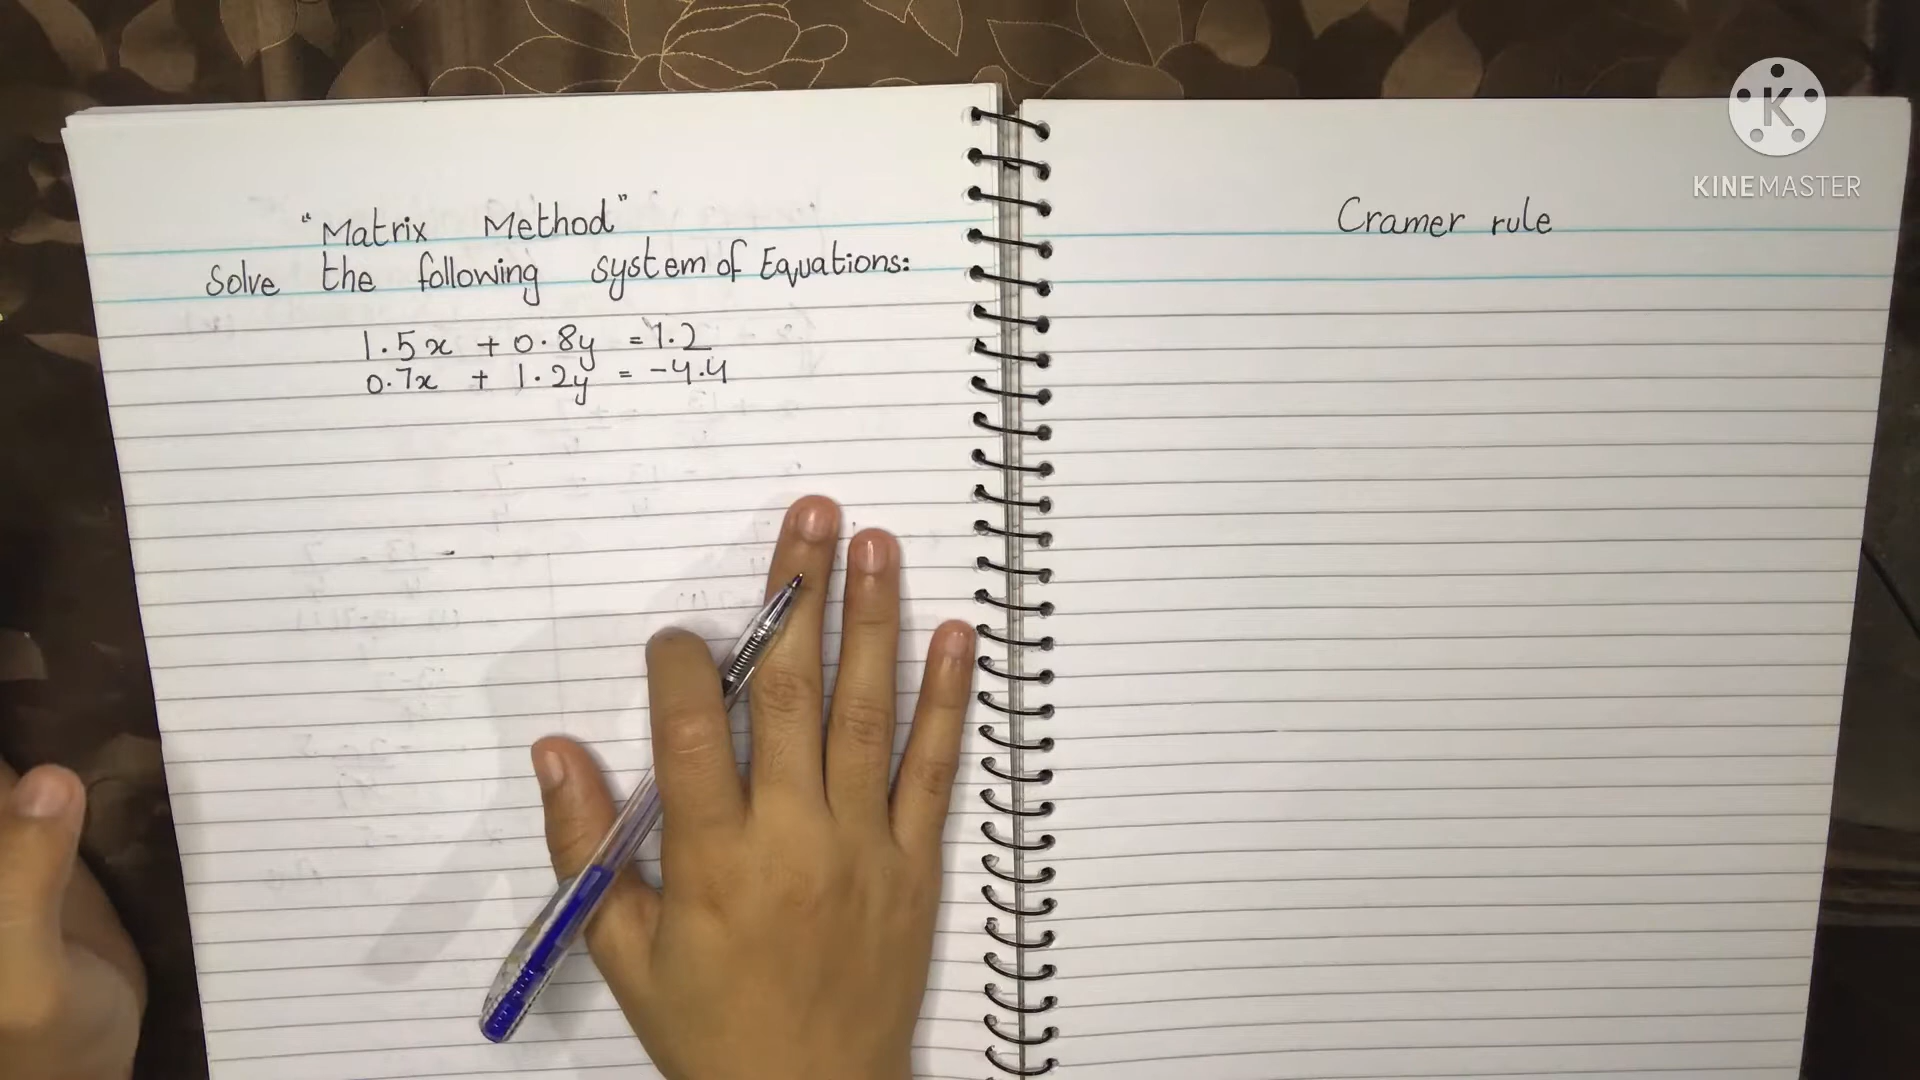 "Matrix Method"
Solve the following system of Equations:
1.5x + 0.8y = 1.2
0.7x + 1.2y = -4.4
Cramer rule
K
KINEMASTER